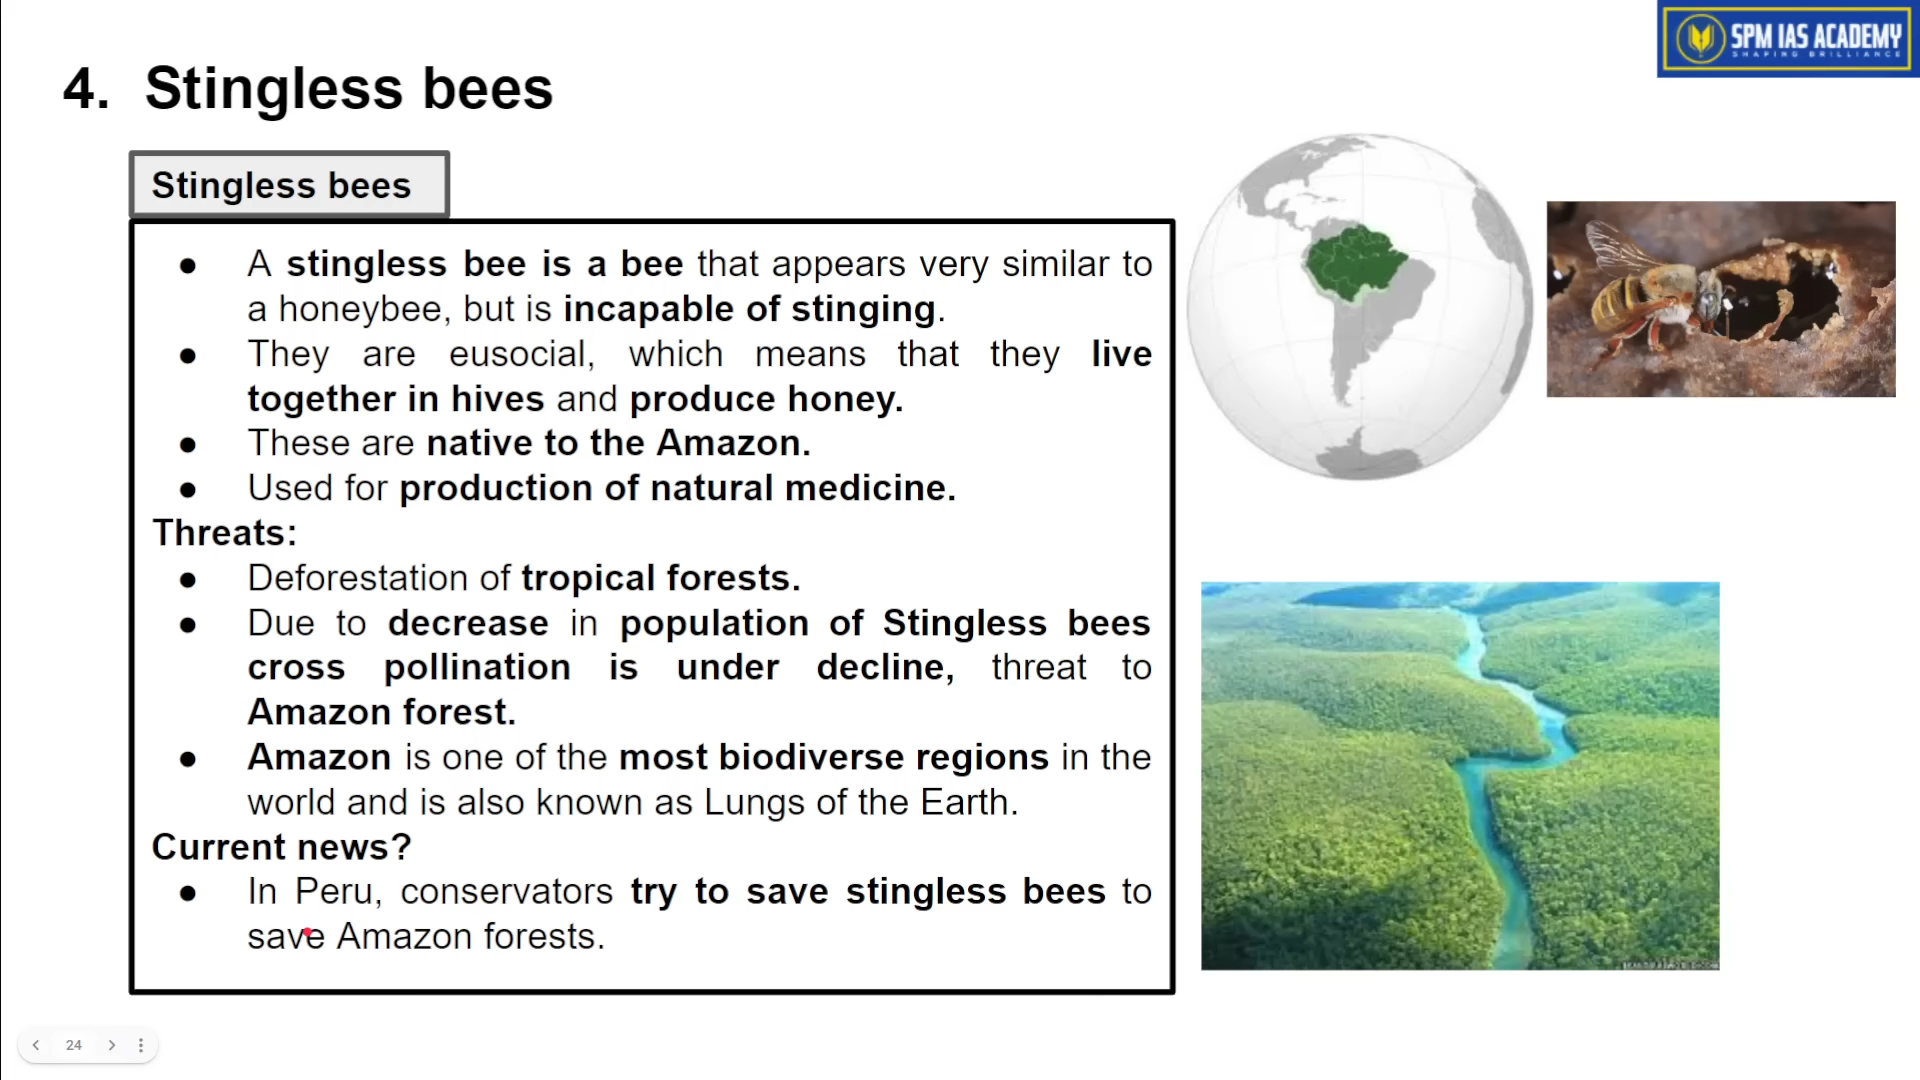 SPM IAS ACADEMY
SHAPING BRILLIANCE
4. Stingless bees
Stingless bees
● A stingless bee is a bee that appears very similar to
a honeybee, but is incapable of stinging.
● They are eusocial, which means that they live
together in hives and produce honey.
● These are native to the Amazon.
● Used for production of natural medicine.
Threats:
● Deforestation of tropical forests.
● Due to decrease in population of Stingless bees
cross pollination is under decline, threat to
Amazon forest.
● Amazon is one of the most biodiverse regions in the
world and is also known as Lungs of the Earth.
Current news?
● In Peru, conservators try to save stingless bees to
save Amazon forests.
24